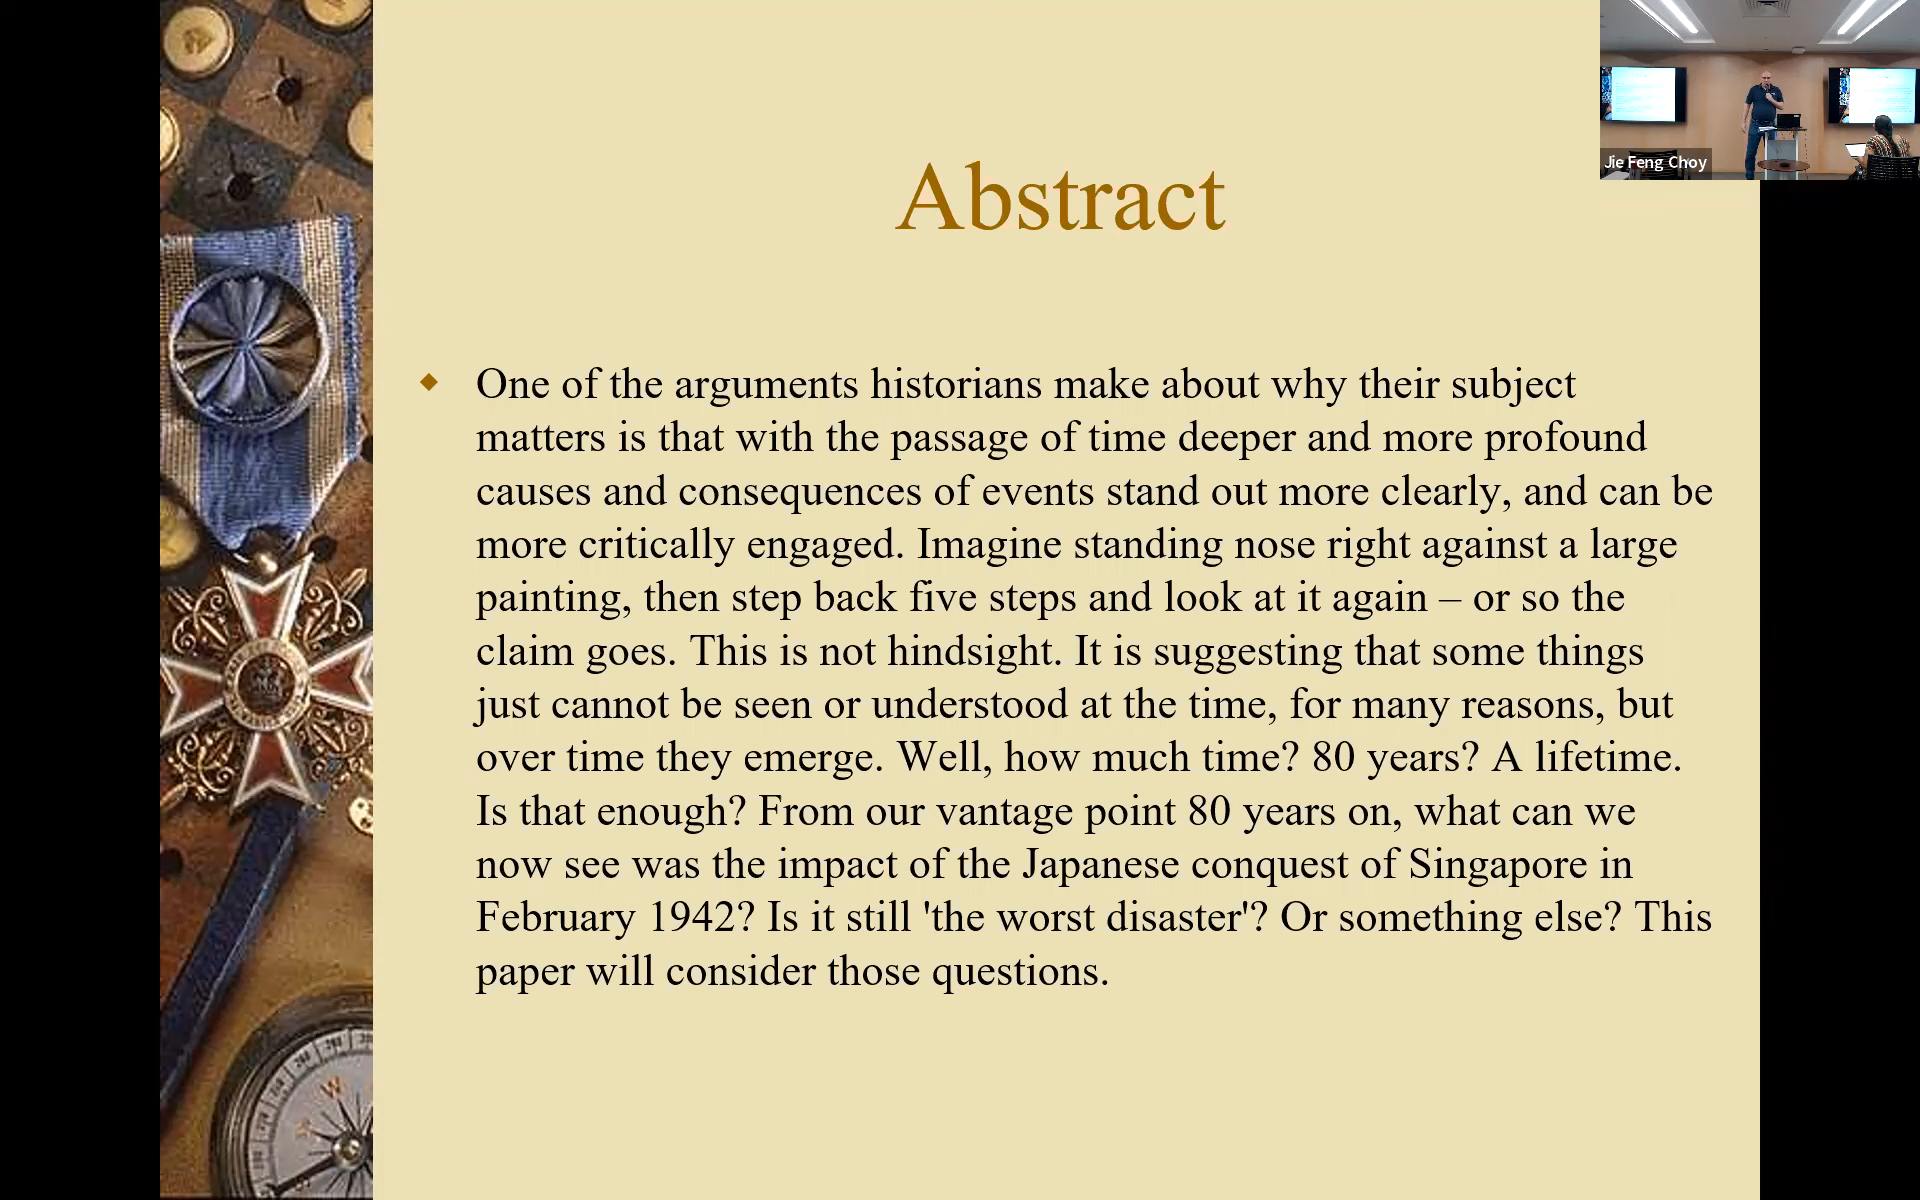 Abstract
Jie Feng Choy
One of the arguments historians make about why their subject
matters is that with the passage of time deeper and more profound
causes and consequences of events stand out more clearly, and can be
more critically engaged. Imagine standing nose right against a large
painting, then step back five steps and look at it again – or so the
claim goes. This is not hindsight. It is suggesting that some things
just cannot be seen or understood at the time, for many reasons, but
over time they emerge. Well, how much time? 80 years? A lifetime.
Is that enough? From our vantage point 80 years on, what can we
now see was the impact of the Japanese conquest of Singapore in
February 1942? Is it still 'the worst disaster'? Or something else? This
paper will consider those questions.